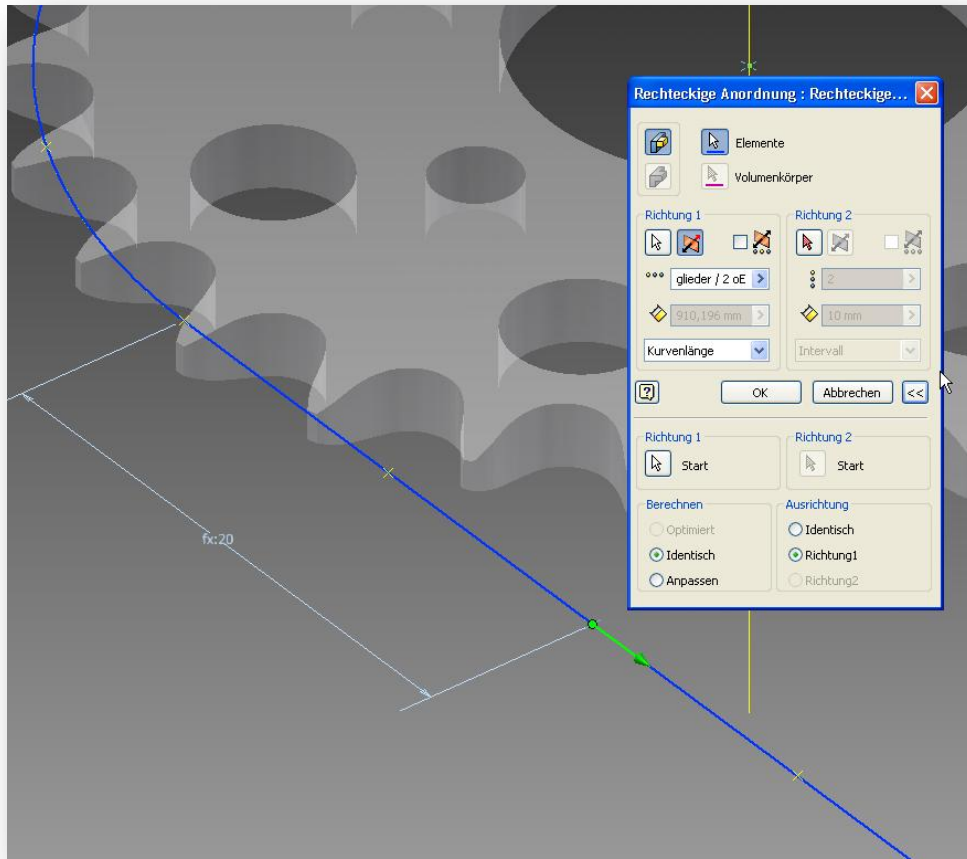 Rechteckige Anordnung : Rechteckige...
Elemente
Volumenkörper
Richtung 1
Richtung 2
glieder / 2 oE
2
910,196 mm
10 mm
Kurvenlänge
Intervall
OK
Abbrechen
<<
Richtung 1
Richtung 2
Start
Start
Berechnen
Ausrichtung
Optimiert
Identisch
Identisch
Richtung1
Anpassen
Richtung2
fx:20